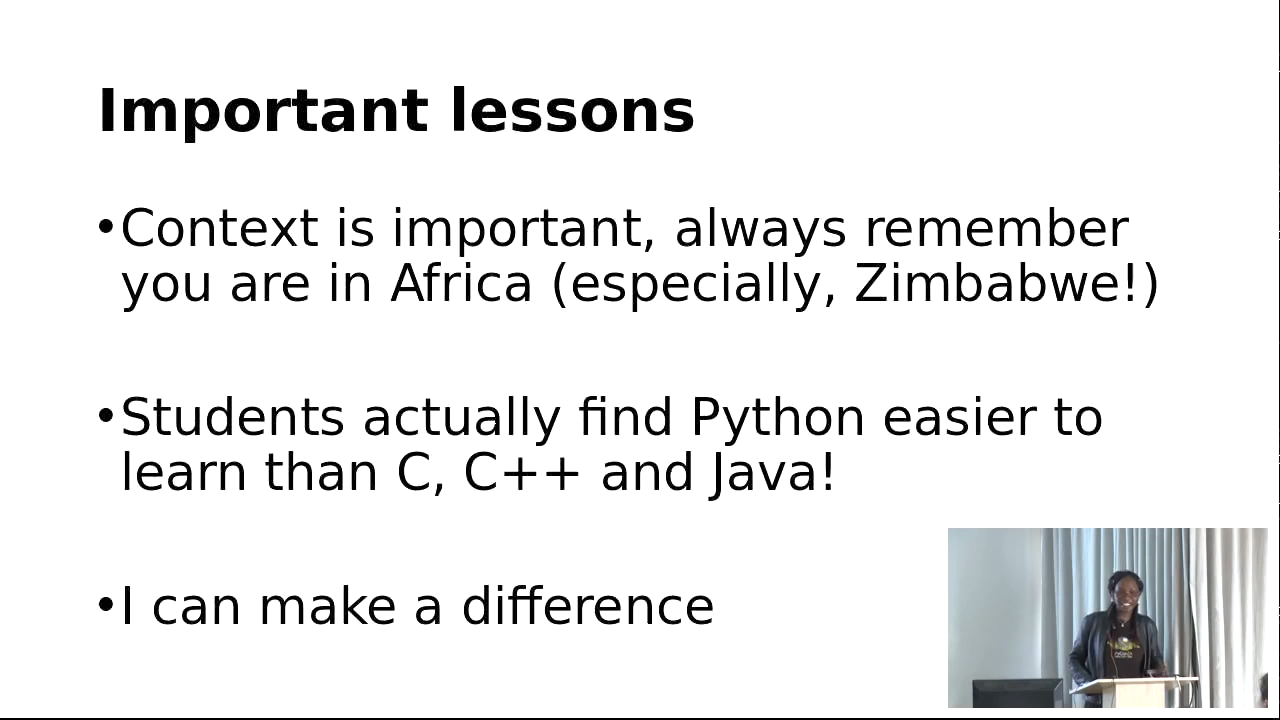 Important lessons
•Context is important, always remember
you are in Africa (especially, Zimbabwe!)
•Students actually find Python easier to
learn than C, C++ and Java!
•I can make a difference